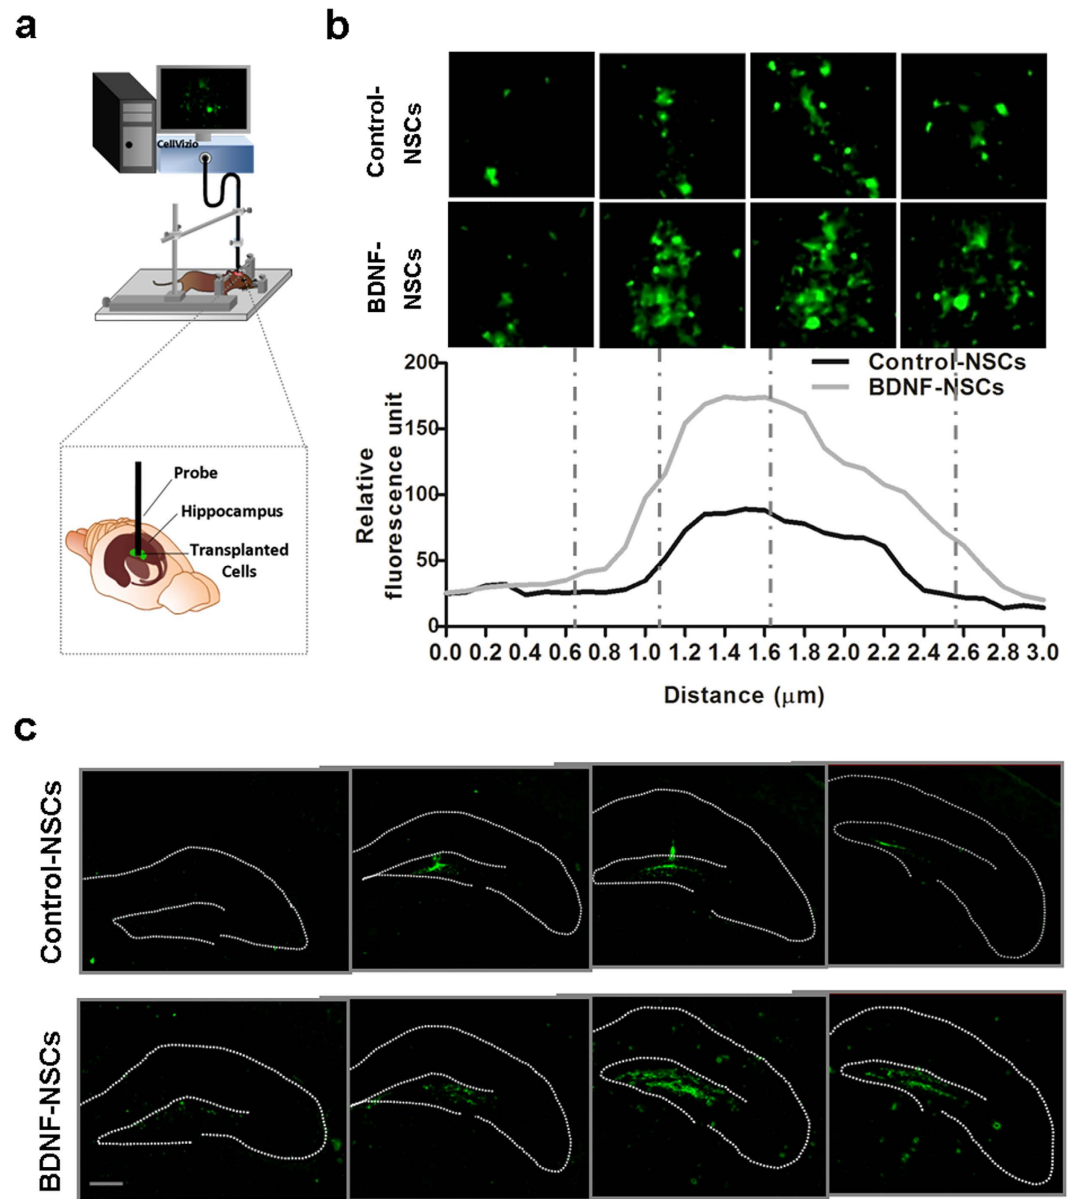 a
CellVizio
Probe
Hippocampus
Transplanted
Cells
b
Control-
NSCs
BDNF-
NSCs
Control-NSCs
BDNF-NSCs
Relative
fluorescence unit
200
150
100
50
0
0.0 0.2 0.4 0.6 0.8 1.0 1.2 1.4 1.6 1.8 2.0 2.2 2.4 2.6 2.8 3.0
Distance (μm)
c
Control-NSCs
BDNF-NSCs